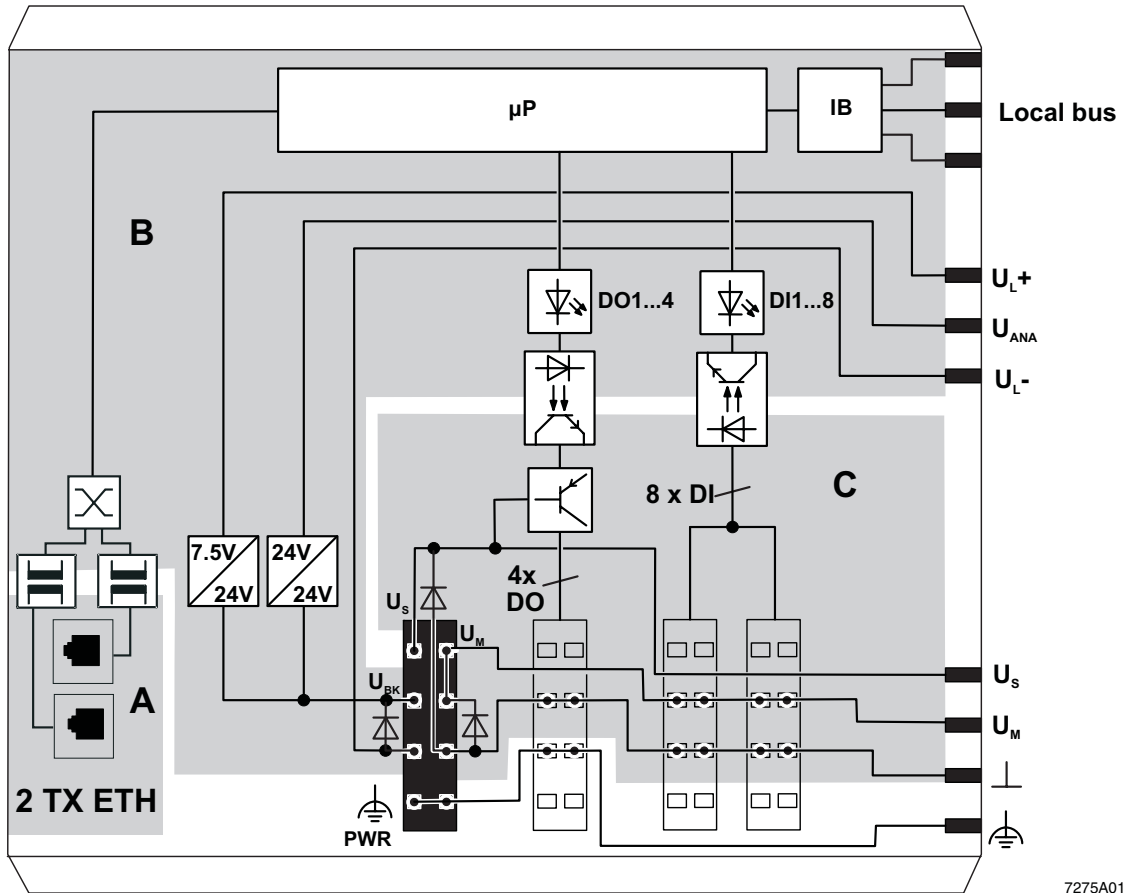 µP
IB
Local bus
B
U_L+
DO1...4
DI1...8
U_ANA
U_L-
8 x DI
C
7.5V
24V
24V
24V
4x
DO
U_S
U_M
U_S
U_BK
A
U_M
2 TX ETH
PWR
7275A01